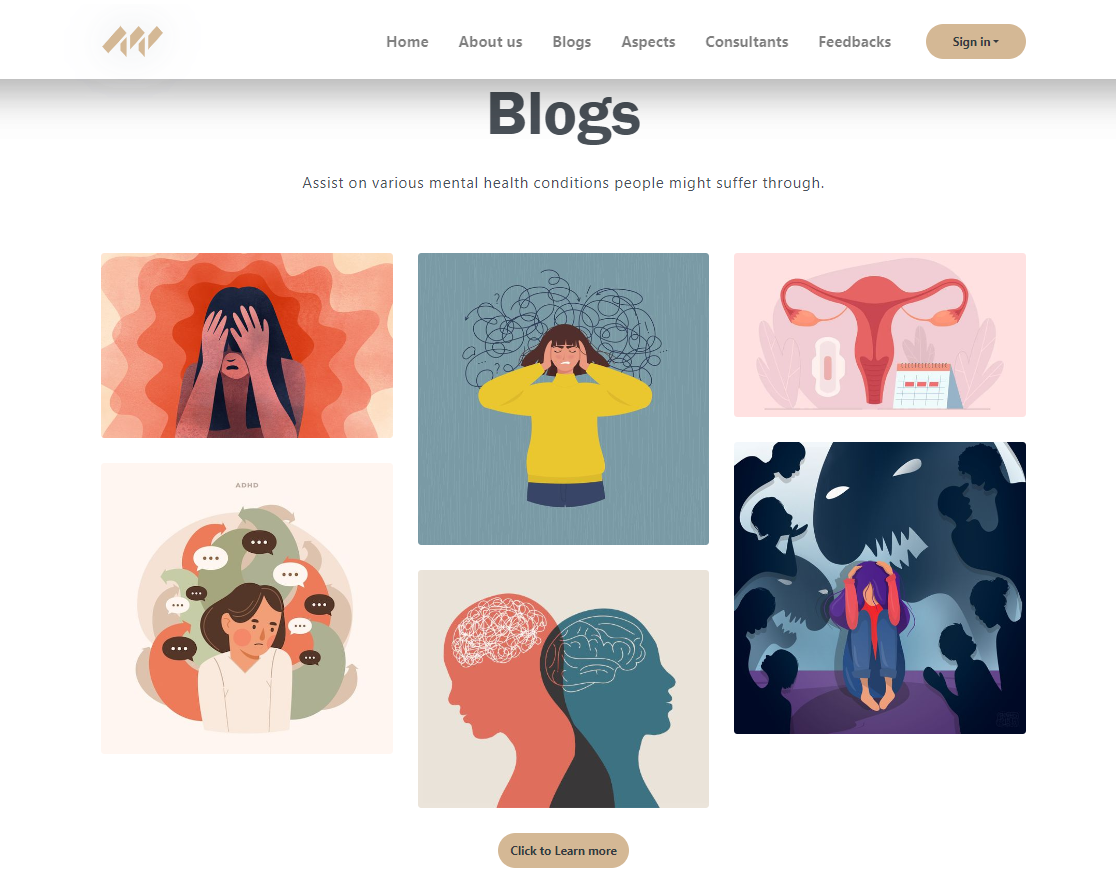 Home About us Blogs Aspects Consultants Feedbacks Sign in
Blogs
Assist on various mental health conditions people might suffer through.
ADHD
Click to Learn more